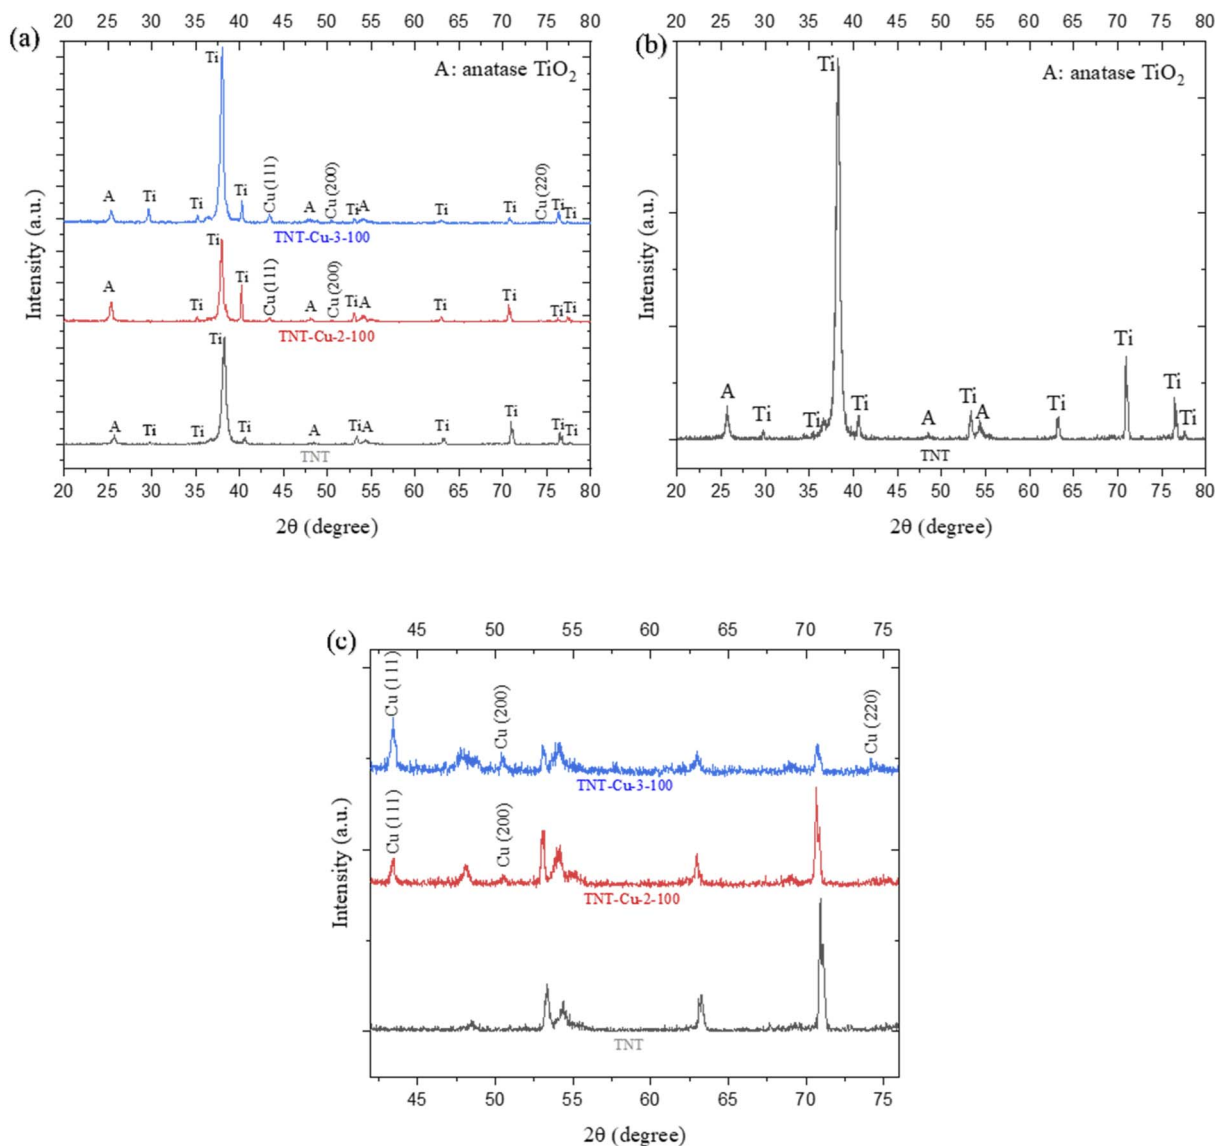 (a)
20 25 30 35 40 45 50 55 60 65 70 75 80
A: anatase TiO2
Ti
A Ti Ti Ti Cu (111) A Cu (200) Ti A Ti Ti Cu (220) Ti Ti
TNT-Cu-3-100
Ti
A Ti Ti Cu (111) A Cu (200) Ti A Ti Ti Ti Ti
TNT-Cu-2-100
Ti
A Ti Ti Ti A Ti A Ti Ti Ti Ti
TNT
Intensity (a.u.)
20 25 30 35 40 45 50 55 60 65 70 75 80
2θ (degree)
(b)
20 25 30 35 40 45 50 55 60 65 70 75 80
A: anatase TiO2
Ti
A Ti Ti Ti A Ti A Ti Ti Ti Ti
TNT
Intensity (a.u.)
20 25 30 35 40 45 50 55 60 65 70 75 80
2θ (degree)
(c)
45 50 55 60 65 70 75
Cu (111) Cu (200) Cu (220)
TNT-Cu-3-100
Cu (111) Cu (200)
TNT-Cu-2-100
TNT
Intensity (a.u.)
45 50 55 60 65 70 75
2θ (degree)